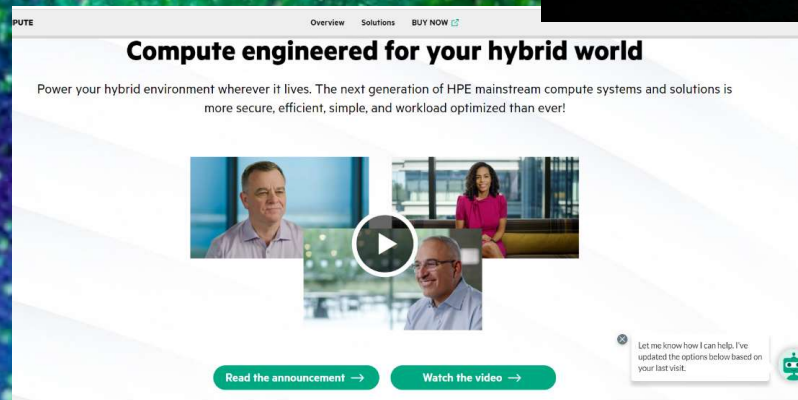 PUTE
Overview Solutions BUY NOW
Compute engineered for your hybrid world
Power your hybrid environment wherever it lives. The next generation of HPE mainstream compute systems and solutions is
more secure, efficient, simple, and workload optimized than ever!
Read the announcement →
Watch the video →
Let me know how I can help. I've
updated the options below based on
your last visit.